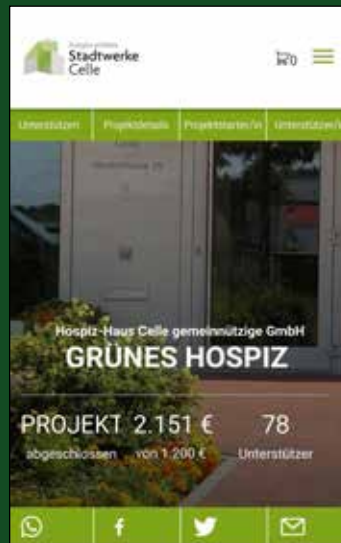 Stadtwerke
Celle
0
Unterstützen Projektdetails Projektstarter/in Unterstützer/
Hospiz-Haus Celle gemeinnützige GmbH
GRÜNES HOSPIZ
PROJEKT 2.151 € 78
abgeschlossen von 1.200 € Unterstützer